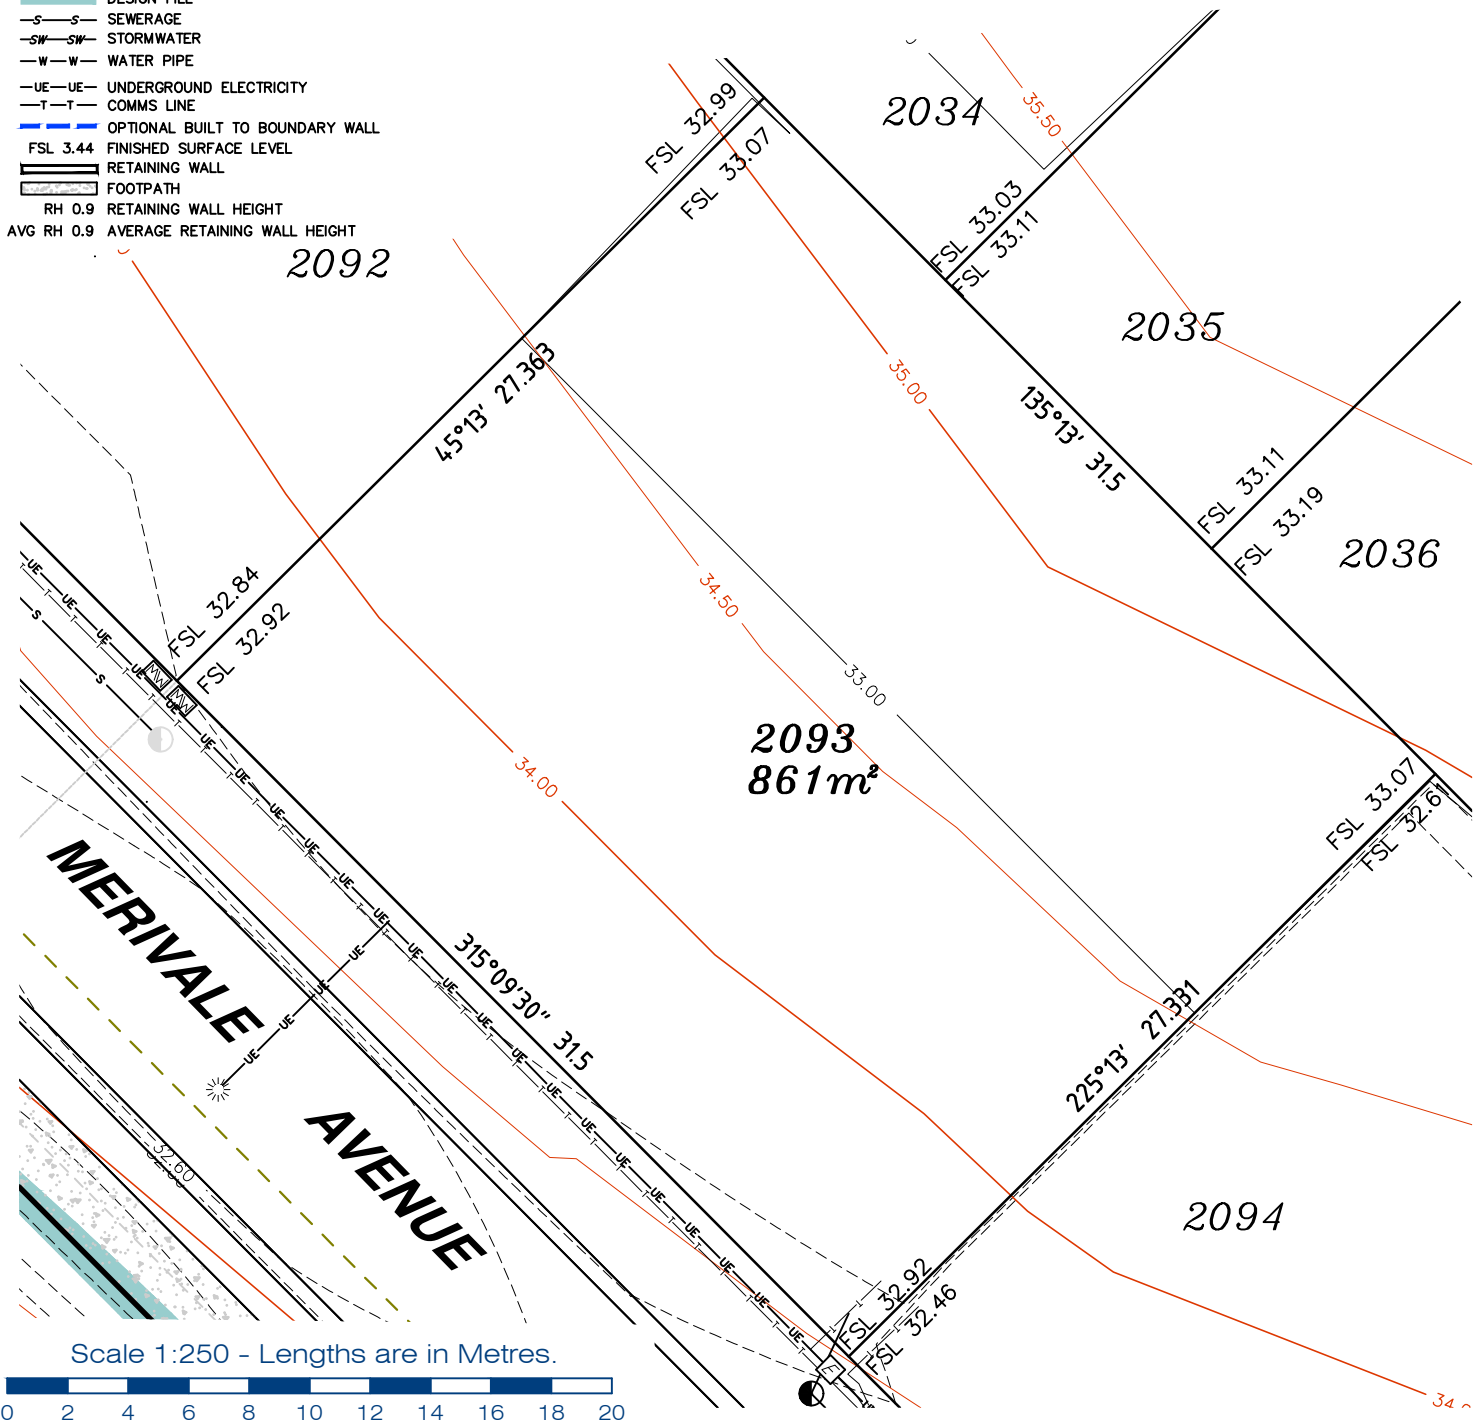 SEWERAGE
STORMWATER
WATER PIPE
UNDERGROUND ELECTRICITY
COMMS LINE
OPTIONAL BUILT TO BOUNDARY WALL
FSL 3.44 FINISHED SURFACE LEVEL
RETAINING WALL
FOOTPATH
RH 0.9 RETAINING WALL HEIGHT
AVG RH 0.9 AVERAGE RETAINING WALL HEIGHT
2092
2034
2035
2036
2093
861m²
2094
FSL 32.99
FSL 33.07
35.50
FSL 33.03
FSL 33.11
45°13' 27.363
35.00
135°13' 31.5
FSL 33.11
FSL 33.19
34.50
33.00
FSL 32.84
FSL 32.92
34.00
FSL 33.07
315°09'30" 31.5
225°13' 27.331
MERIVALE
AVENUE
32.60
FSL 32.92
FSL 32.46
Scale 1:250 - Lengths are in Metres.
0 2 4 6 8 10 12 14 16 18 20